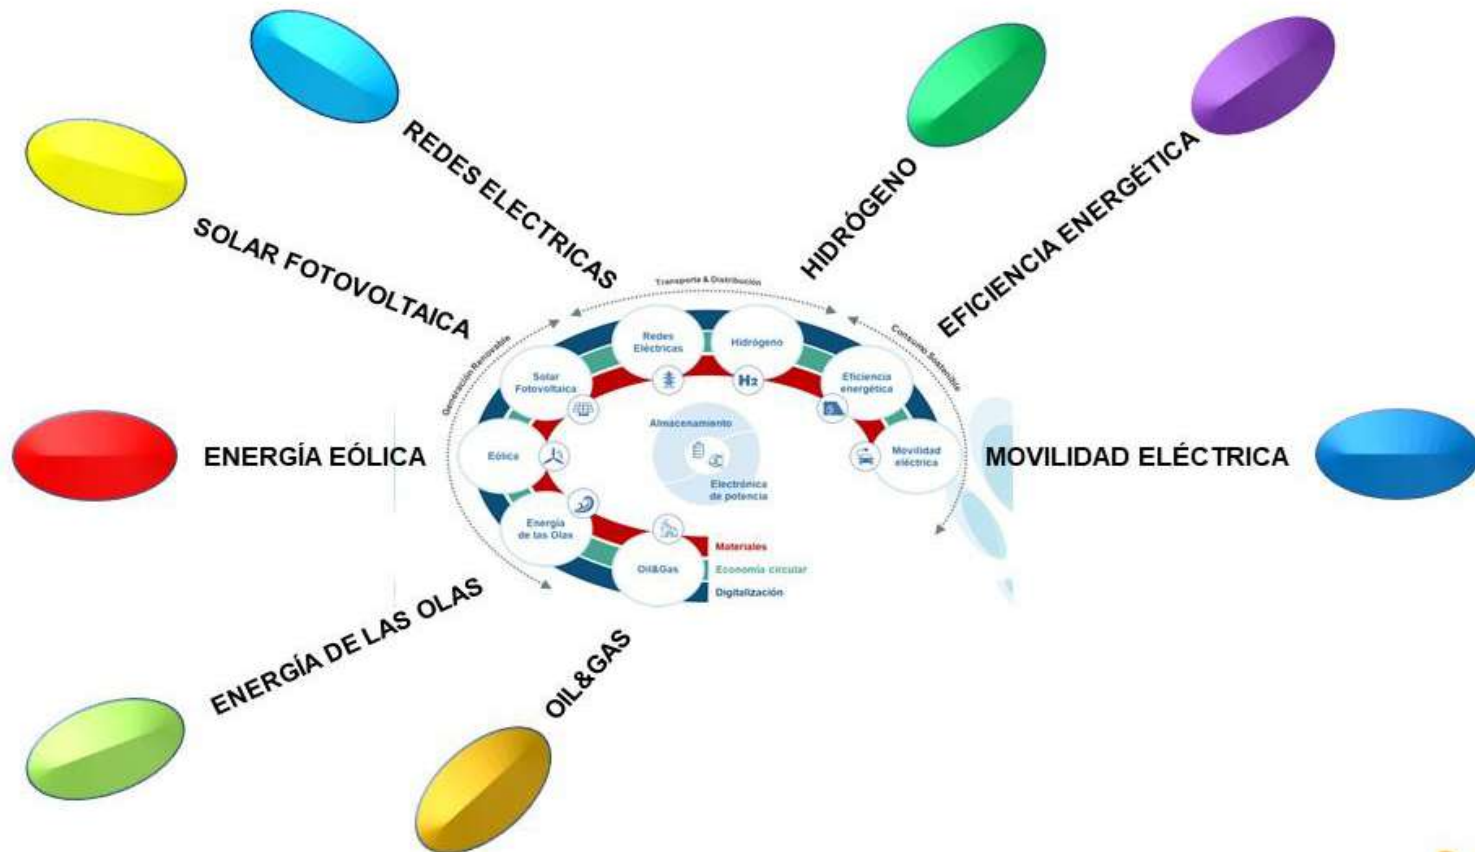 REDES ELECTRICAS
HIDRÓGENO
EFICIENCIA ENERGÉTICA
SOLAR FOTOVOLTAICA
ENERGÍA EÓLICA
MOVILIDAD ELÉCTRICA
ENERGÍA DE LAS OLAS
OIL&GAS
Transporte & Distribución
Generación Renovable
Consumo Sostenible
Redes
Eléctricas
Hidrógeno
Solar
Fotovoltaica
Eficiencia
energética
H2
Almacenamiento
Eólica
Movilidad
eléctrica
Electrónica
de potencia
Energía
de las Olas
Oil&Gas
Materiales
Economía circular
Digitalización